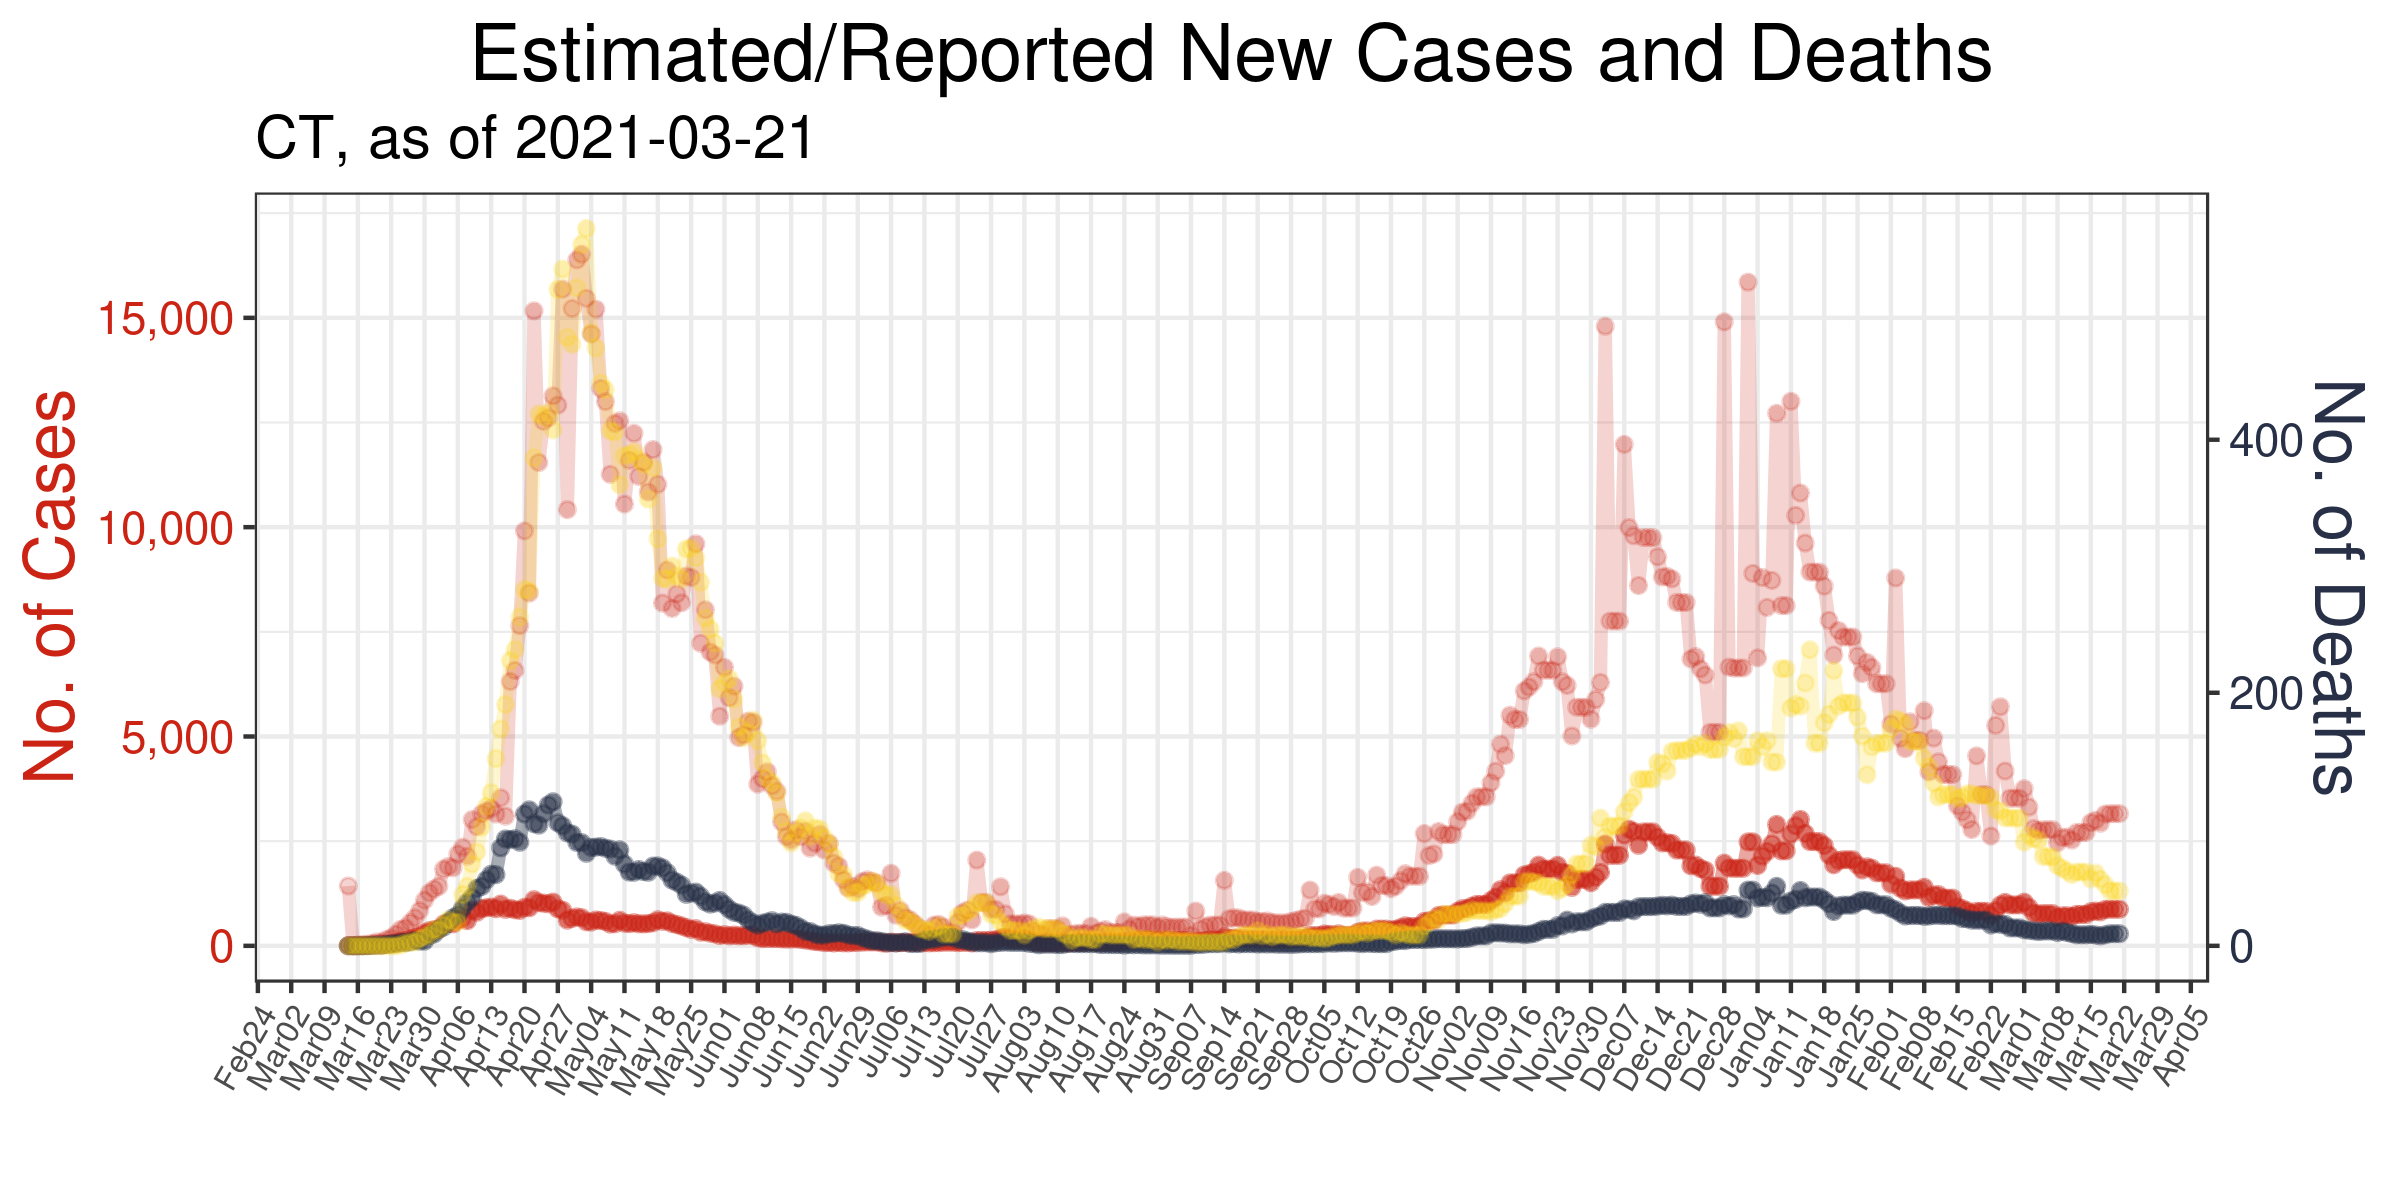 Estimated/Reported New Cases and Deaths
CT, as of 2021-03-21
No. of Cases
15,000
10,000
5,000
0
400
200
0
No. of Deaths
Feb24
Mar02
Mar09
Mar16
Mar23
Mar30
Apr06
Apr13
Apr20
Apr27
May04
May11
May18
May25
Jun01
Jun08
Jun15
Jun22
Jun29
Jul06
Jul13
Jul20
Jul27
Aug03
Aug10
Aug17
Aug24
Aug31
Sep07
Sep14
Sep21
Sep28
Oct05
Oct12
Oct19
Oct26
Nov02
Nov09
Nov16
Nov23
Nov30
Dec07
Dec14
Dec21
Dec28
Jan04
Jan11
Jan18
Jan25
Feb01
Feb08
Feb15
Feb22
Mar01
Mar08
Mar15
Mar22
Mar29
Apr05